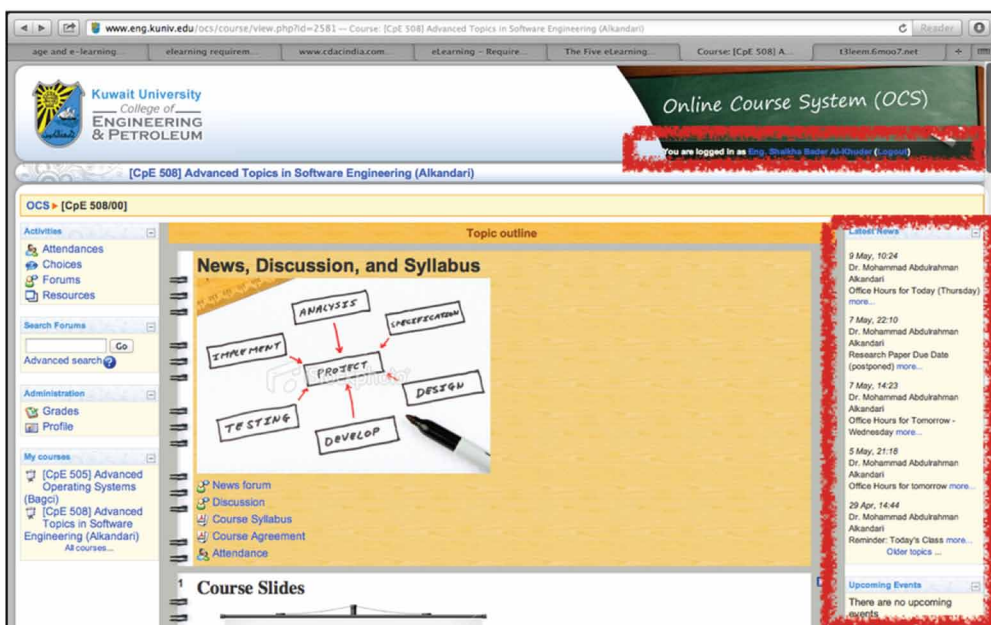 www.eng.kuniv.edu/ocs/course/view.php?id=2581 — Course: [CpE 508] Advanced Topics in Software Engineering (Alkandari)
Reader
age and e-learning...
elearning requirem...
www.cdacindia.com...
eLearning - Require...
The Five eLearning...
Course: [CpE 508] A...
t3leem.6moo7.net
Kuwait University
College of
ENGINEERING
& PETROLEUM
Online Course System (OCS)
You are logged in as Eng. Shaikha Bader Al-Khuder (Logout)
[CpE 508] Advanced Topics in Software Engineering (Alkandari)
OCS ► [CpE 508/00]
Activities
Attendances
Choices
Forums
Resources
Search Forums
Go
Advanced search
Administration
Grades
Profile
My courses
[CpE 505] Advanced
Operating Systems
(Bagci)
[CpE 508] Advanced
Topics in Software
Engineering (Alkandari)
All courses...
Topic outline
News, Discussion, and Syllabus
ANALYSIS
SPECIFICATION
IMPLEMENT
PROJECT
DESIGN
TESTING
DEVELOP
News forum
Discussion
Course Syllabus
Course Agreement
Attendance
1
Course Slides
Latest News
9 May, 10:24
Dr. Mohammad Abdulrahman
Alkandari
Office Hours for Today (Thursday)
more...
7 May, 22:10
Dr. Mohammad Abdulrahman
Alkandari
Research Paper Due Date
(postponed) more...
7 May, 14:23
Dr. Mohammad Abdulrahman
Alkandari
Office Hours for Tomorrow -
Wednesday more...
5 May, 21:18
Dr. Mohammad Abdulrahman
Alkandari
Office Hours for tomorrow more...
29 Apr, 14:44
Dr. Mohammad Abdulrahman
Alkandari
Reminder: Today's Class more...
Older topics ...
Upcoming Events
There are no upcoming
events